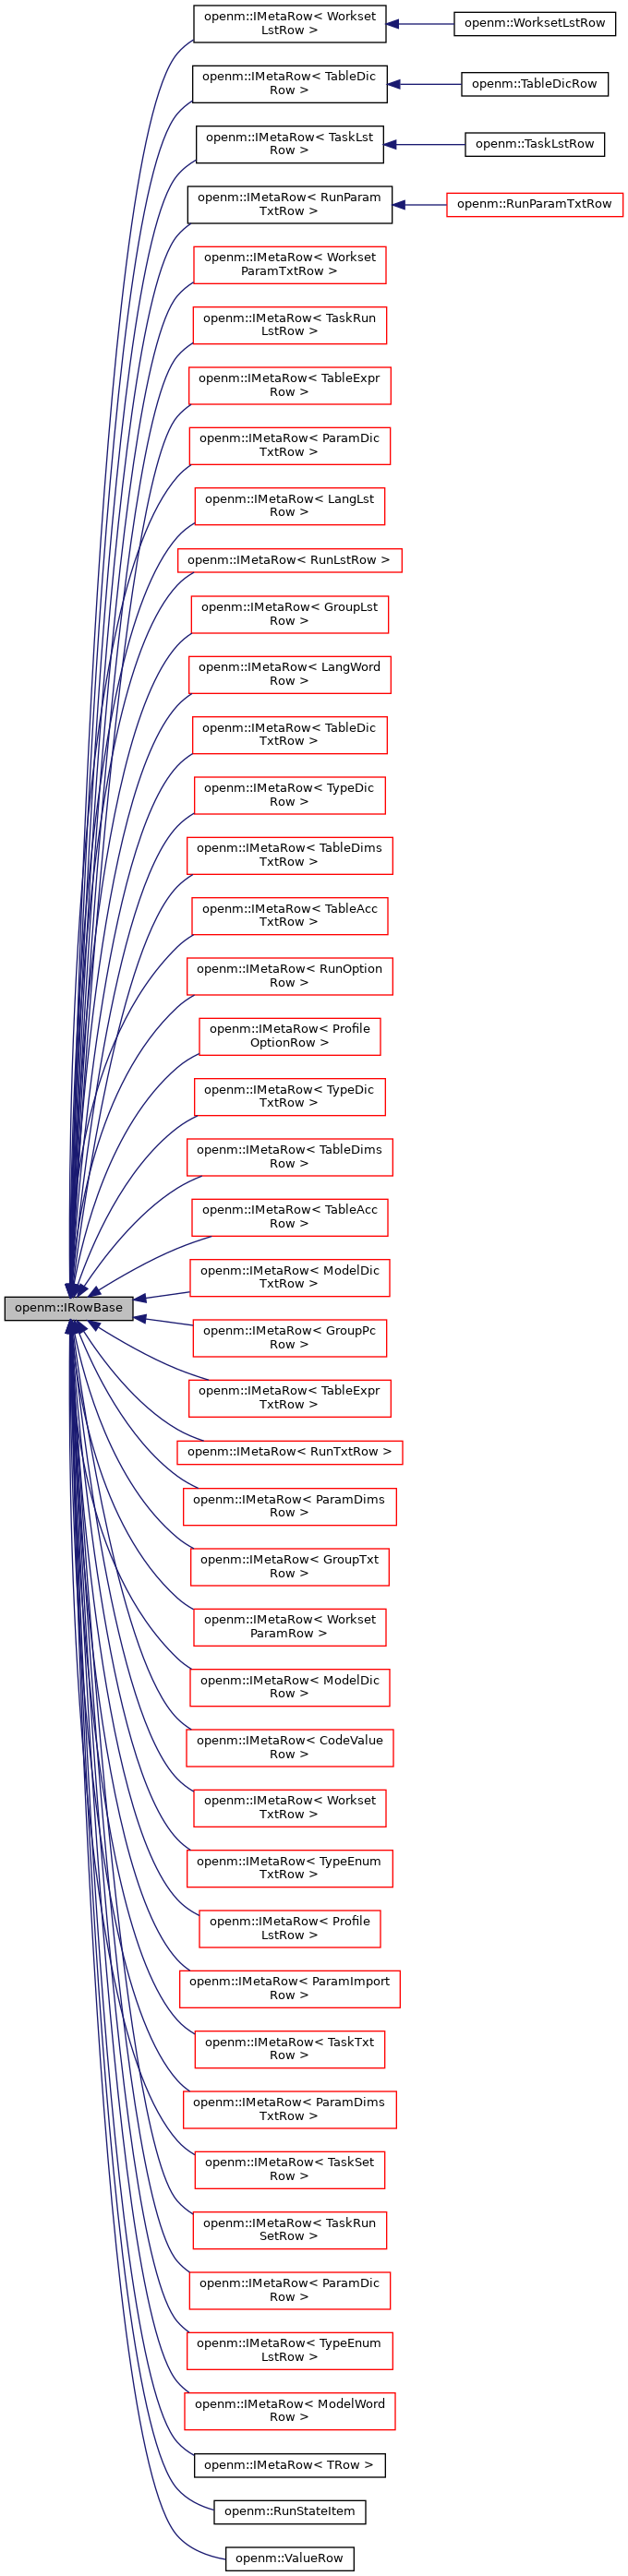 openm::IMetaRow< Workset
LstRow >
openm::WorksetLstRow
openm::IMetaRow< TableDic
Row >
openm::TableDicRow
openm::IMetaRow< TaskLst
Row >
openm::TaskLstRow
openm::IMetaRow< RunParam
TxtRow >
openm::RunParamTxtRow
openm::IMetaRow< Workset
ParamTxtRow >
openm::IMetaRow< TaskRun
LstRow >
openm::IMetaRow< TableExpr
Row >
openm::IMetaRow< ParamDic
TxtRow >
openm::IMetaRow< LangLst
Row >
openm::IMetaRow< RunLstRow >
openm::IMetaRow< GroupLst
Row >
openm::IMetaRow< LangWord
Row >
openm::IMetaRow< TableDic
TxtRow >
openm::IMetaRow< TypeDic
Row >
openm::IMetaRow< TableDims
TxtRow >
openm::IMetaRow< TableAcc
TxtRow >
openm::IMetaRow< RunOption
Row >
openm::IMetaRow< Profile
OptionRow >
openm::IMetaRow< TypeDic
TxtRow >
openm::IMetaRow< TableDims
Row >
openm::IMetaRow< TableAcc
Row >
openm::IMetaRow< ModelDic
TxtRow >
openm::IRowBase
openm::IMetaRow< GroupPc
Row >
openm::IMetaRow< TableExpr
TxtRow >
openm::IMetaRow< RunTxtRow >
openm::IMetaRow< ParamDims
Row >
openm::IMetaRow< GroupTxt
Row >
openm::IMetaRow< Workset
ParamRow >
openm::IMetaRow< ModelDic
Row >
openm::IMetaRow< CodeValue
Row >
openm::IMetaRow< Workset
TxtRow >
openm::IMetaRow< TypeEnum
TxtRow >
openm::IMetaRow< Profile
LstRow >
openm::IMetaRow< ParamImport
Row >
openm::IMetaRow< TaskTxt
Row >
openm::IMetaRow< ParamDims
TxtRow >
openm::IMetaRow< TaskSet
Row >
openm::IMetaRow< TaskRun
SetRow >
openm::IMetaRow< ParamDic
Row >
openm::IMetaRow< TypeEnum
LstRow >
openm::IMetaRow< ModelWord
Row >
openm::IMetaRow< TRow >
openm::RunStateItem
openm::ValueRow